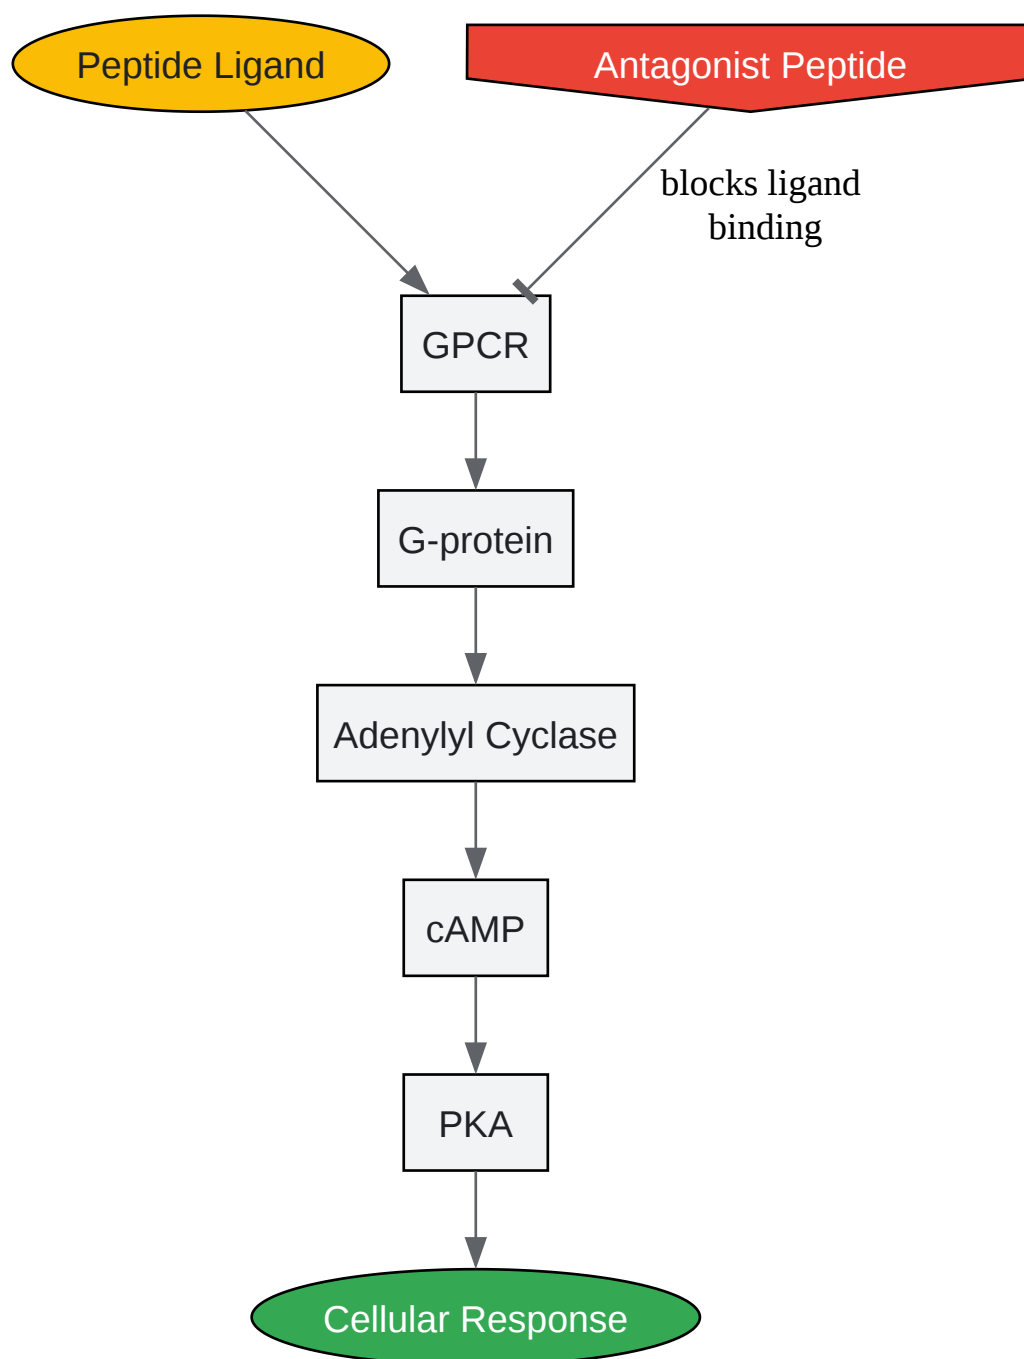 Peptide Ligand
Antagonist Peptide
blocks ligand
binding
GPCR
G-protein
Adenylyl Cyclase
cAMP
PKA
Cellular Response